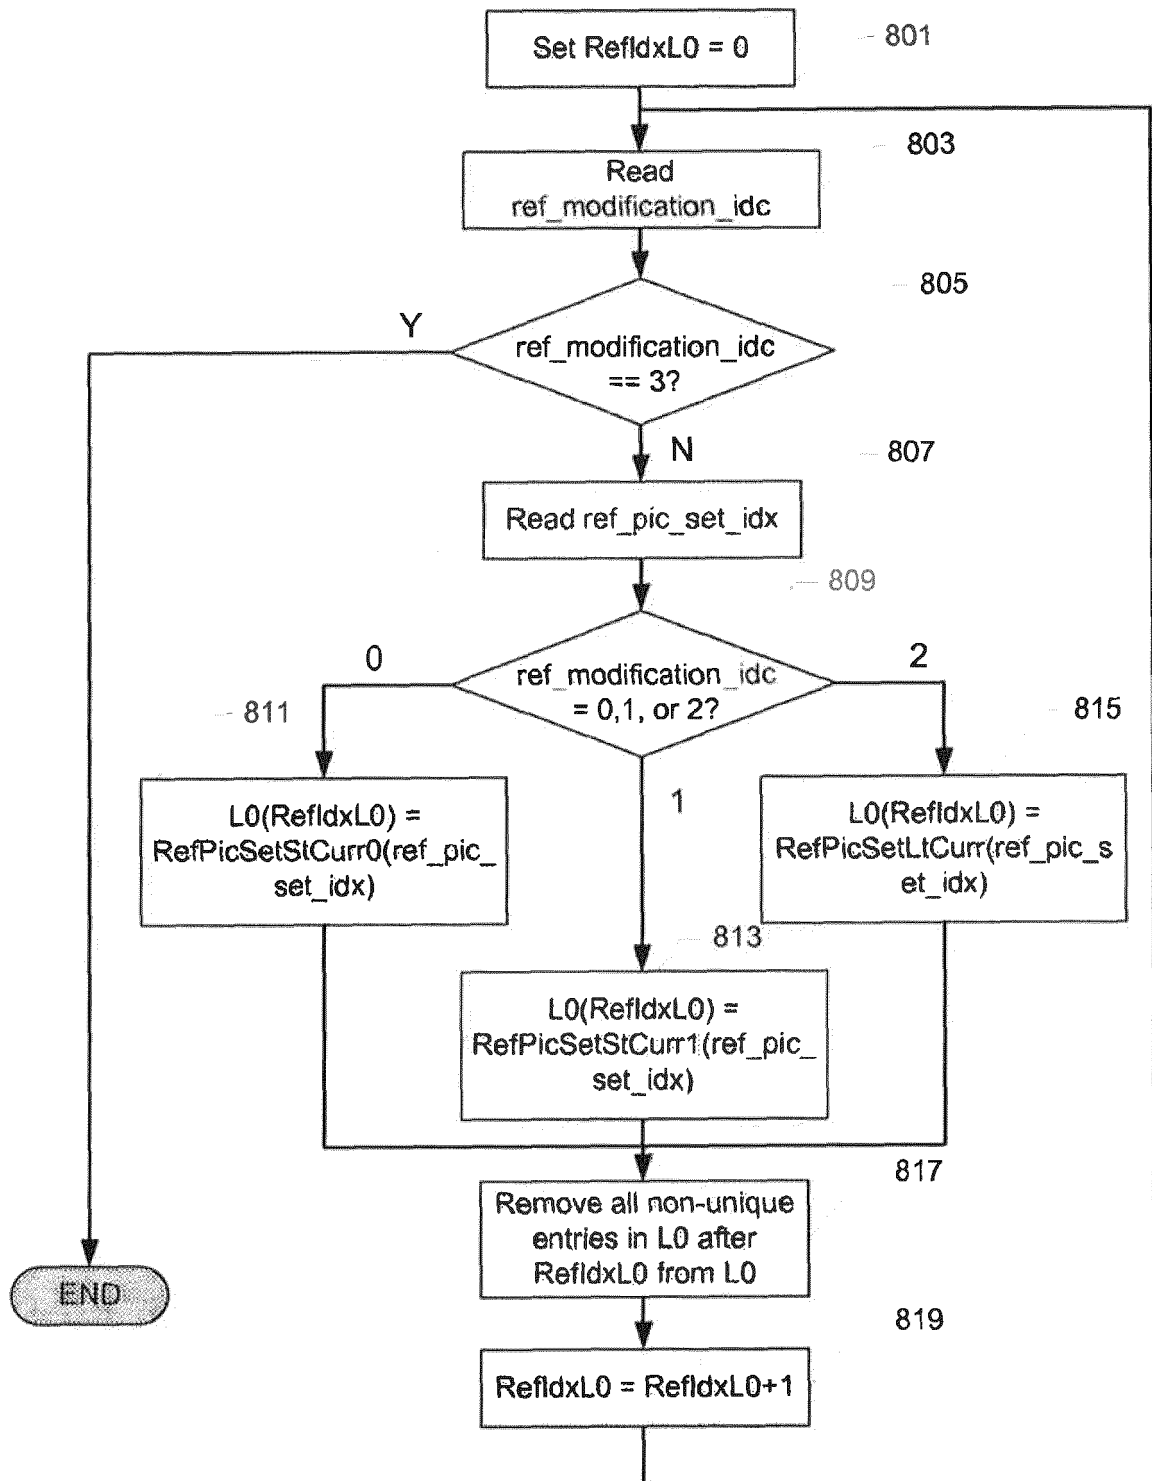 Set RefIdxL0 = 0
801
803
Read
ref_modification_idc
805
Y
ref_modification_idc
== 3?
N
807
Read ref_pic_set_idx
809
0
2
ref_modification_idc
= 0,1, or 2?
811
815
1
L0(RefIdxL0) =
RefPicSetStCurr0(ref_pic_
set_idx)
L0(RefIdxL0) =
RefPicSetLtCurr(ref_pic_s
et_idx)
813
L0(RefIdxL0) =
RefPicSetStCurr1(ref_pic_
set_idx)
817
Remove all non-unique
entries in L0 after
RefIdxL0 from L0
END
819
RefIdxL0 = RefIdxL0+1